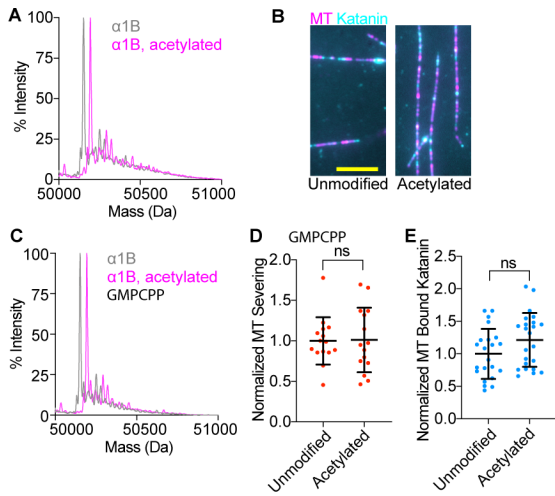 A
α1B
α1B, acetylated
% Intensity
100
75
50
25
0
50000
50500
51000
Mass (Da)
B
MT Katanin
Unmodified
Acetylated
C
α1B
α1B, acetylated
GMPCPP
% Intensity
100
75
50
25
0
50000
50500
51000
Mass (Da)
D
GMPCPP
ns
Normalized MT Severing
2.0
1.5
1.0
0.5
0.0
Unmodified
Acetylated
E
ns
Normalized MT Bound Katanin
2.5
2.0
1.5
1.0
0.5
0.0
Unmodified
Acetylated